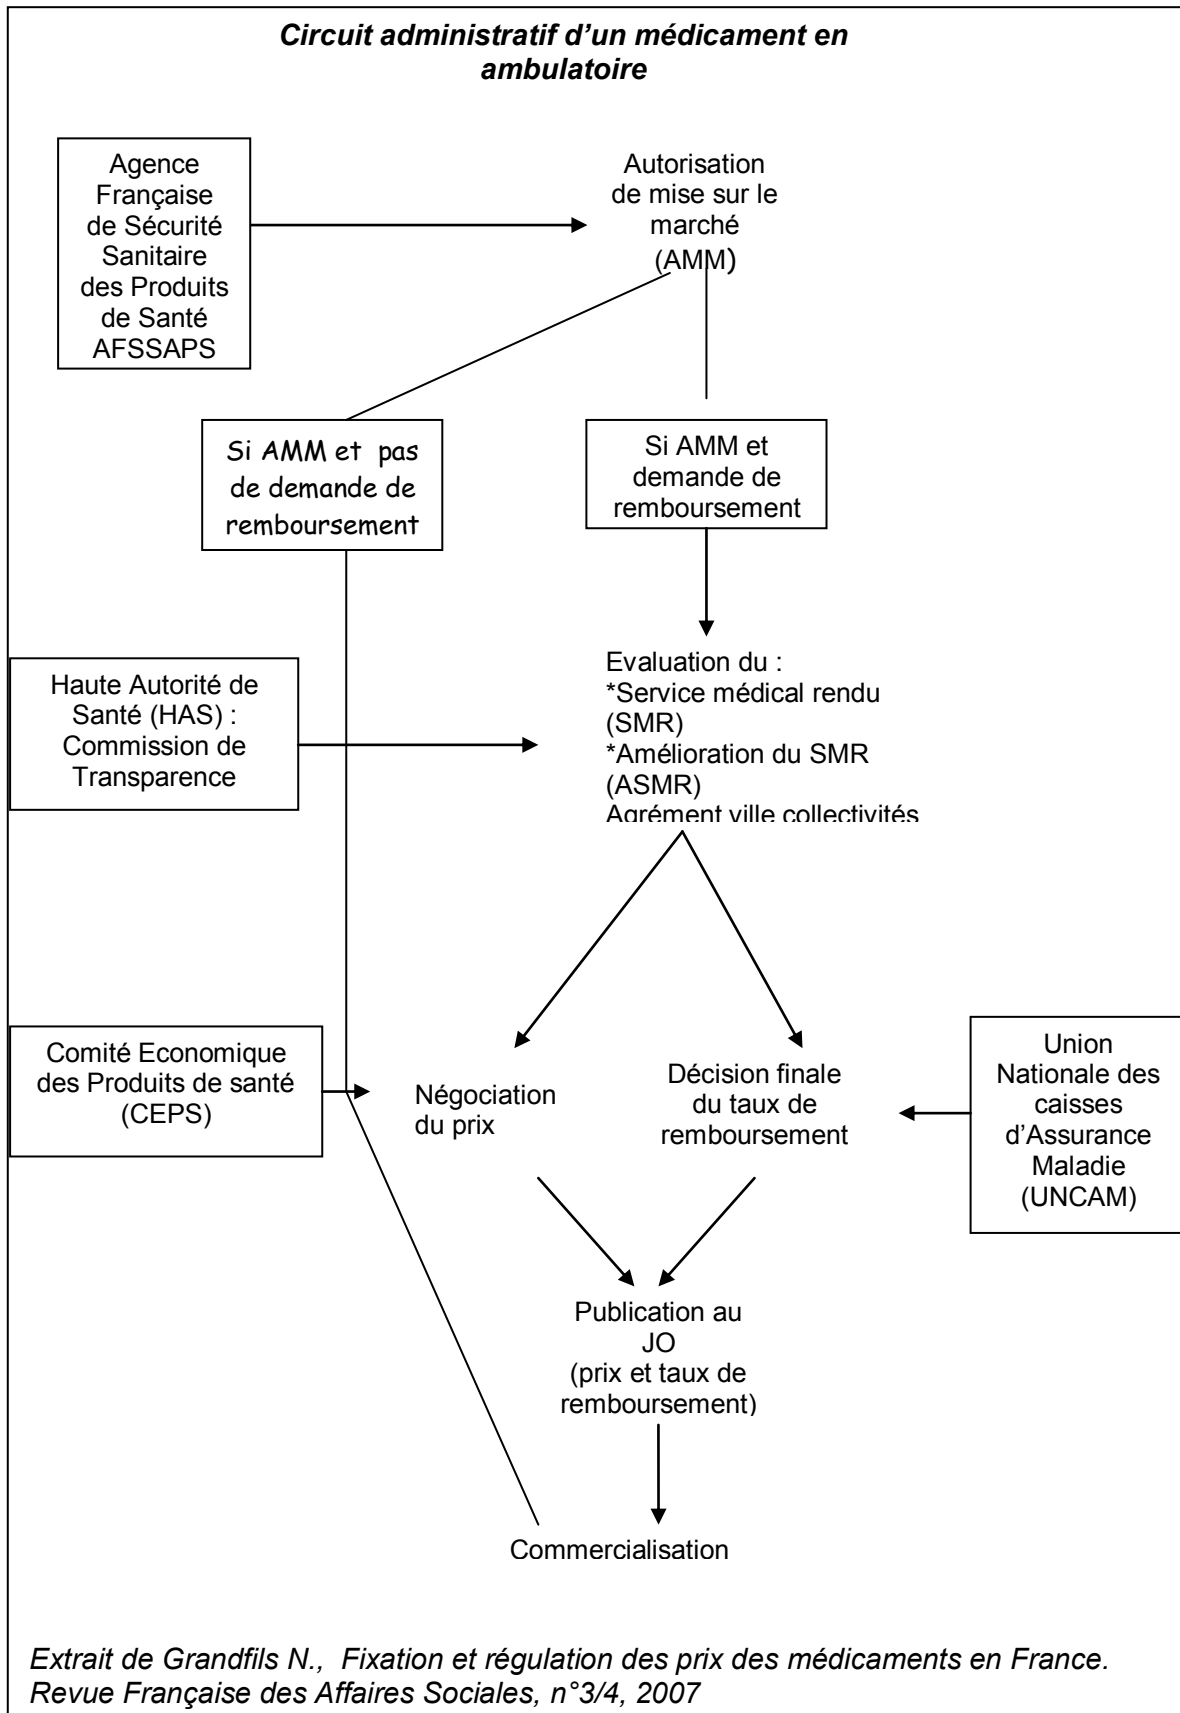 Circuit administratif d’un médicament en
ambulatoire
Agence
Française
de Sécurité
Sanitaire
des Produits
de Santé
AFSSAPS
Autorisation
de mise sur le
marché
(AMM)
Si AMM et  pas
de demande de
remboursement
Si AMM et
demande de
remboursement
Haute Autorité de
Santé (HAS) :
Commission de
Transparence
Evaluation du :
*Service médical rendu
(SMR)
*Amélioration du SMR
(ASMR)
Agrément ville collectivités
Comité Economique
des Produits de santé
(CEPS)
Négociation
du prix
Décision finale
du taux de
remboursement
Union
Nationale des
caisses
d’Assurance
Maladie
(UNCAM)
Publication au
JO
(prix et taux de
remboursement)
Commercialisation
Extrait de Grandfils N.,  Fixation et régulation des prix des médicaments en France.
Revue Française des Affaires Sociales, n°3/4, 2007